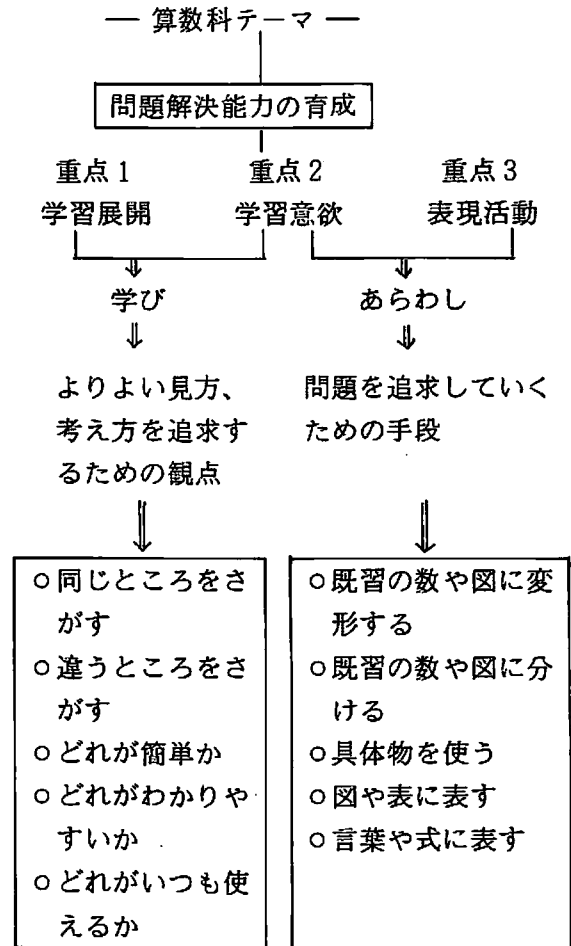 ― 算数科テーマ ―
問題解決能力の育成
重点1 重点2 重点3
学習展開 学習意欲 表現活動
学び
あらわし
よりよい見方、
考え方を追求す
るための観点
問題を追求していく
ための手段
○同じところをさ
がす
○違うところをさ
がす
○どれが簡単か
○どれがわかりや
すいか
○どれがいつも使
えるか
○既習の数や図に変
形する
○既習の数や図に分
ける
○具体物を使う
○図や表に表す
○言葉や式に表す